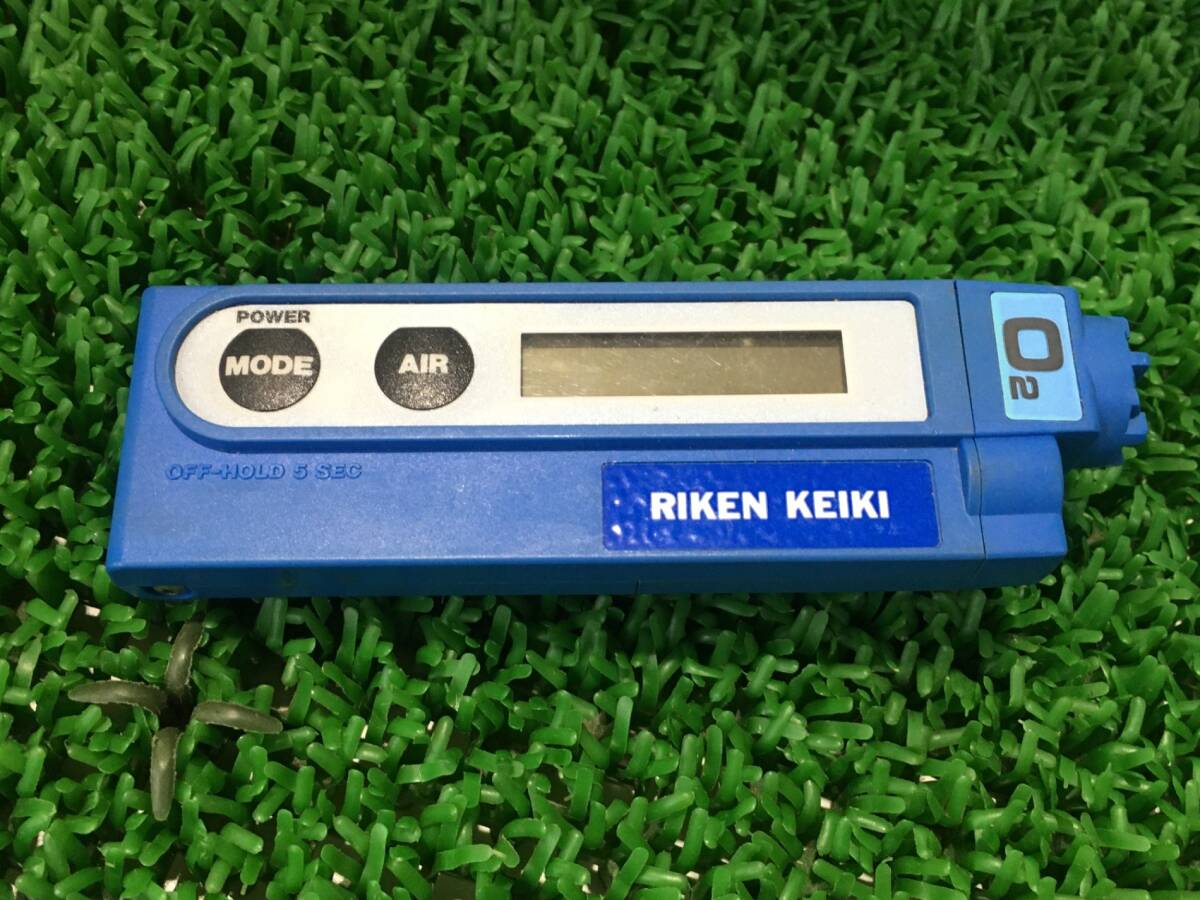 POWER
MODE
AIR
O2
OFF-HOLD 5 SEC
RIKEN KEIKI